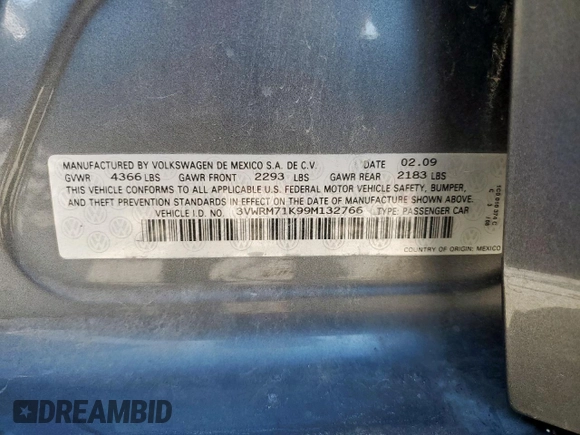 MANUFACTURED BY VOLKSWAGEN DE MEXICO S.A. DE C.V. DATE 02.09
GVWR 4366 LBS GAWR FRONT 2293 LBS GAWR REAR 2183 LBS
THIS VEHICLE CONFORMS TO ALL APPLICABLE U.S. FEDERAL MOTOR VEHICLE SAFETY, BUMPER,
AND THEFT PREVENTION STANDARDS IN EFFECT ON THE DATE OF MANUFACTURE SHOWN ABOVE.
VEHICLE I.D. NO. 3VWRM71K99M132766 TYPE: PASSENGER CAR
COUNTRY OF ORIGIN: MEXICO
DREAMBID